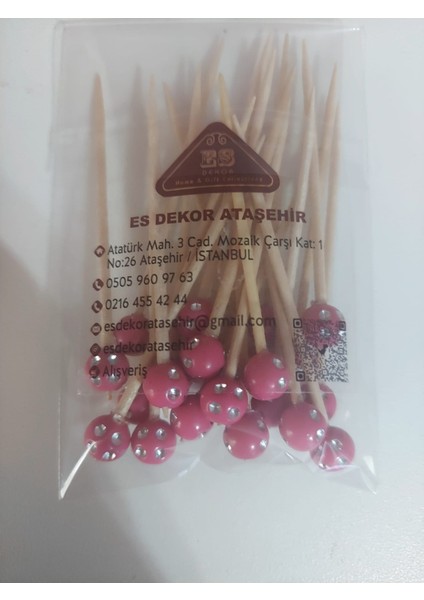 ES
DEKOR
ES DEKOR ATAŞEHİR
Atatürk Mah. 3 Cad. Mozaik Çarşı Kat: 1
No:26 Ataşehir / İSTANBUL
0505 960 97 63
0216 455 42 44
esdekoratasehir@gmail.com
esdekoratasehir
Alışveriş